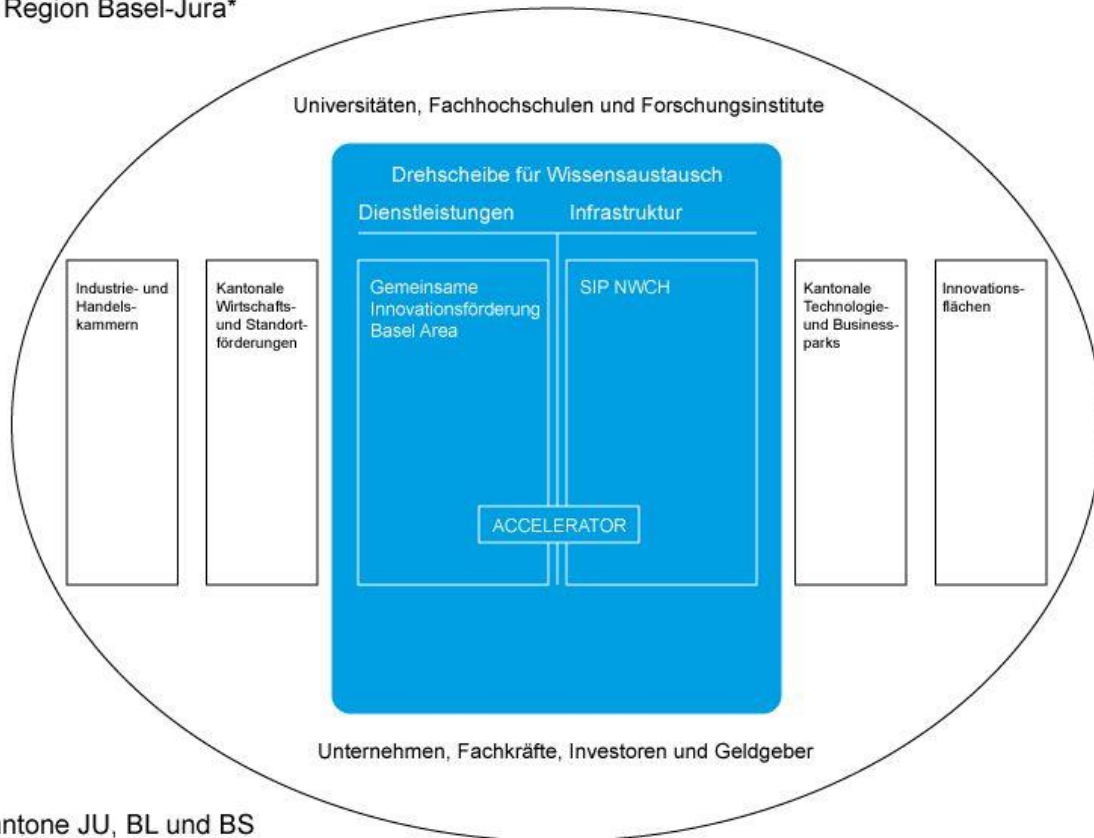 Region Basel-Jura*
Universitäten, Fachhochschulen und Forschungsinstitute
Drehscheibe für Wissensaustausch
Dienstleistungen
Infrastruktur
Industrie- und
Handels-
kammern
Kantonale
Wirtschafts-
und Standort-
förderungen
Gemeinsame
Innovationsförderung
Basel Area
SIP NWCH
Kantonale
Technologie-
und Business-
parks
Innovations-
flächen
ACCELERATOR
Unternehmen, Fachkräfte, Investoren und Geldgeber
JU, BL und BS